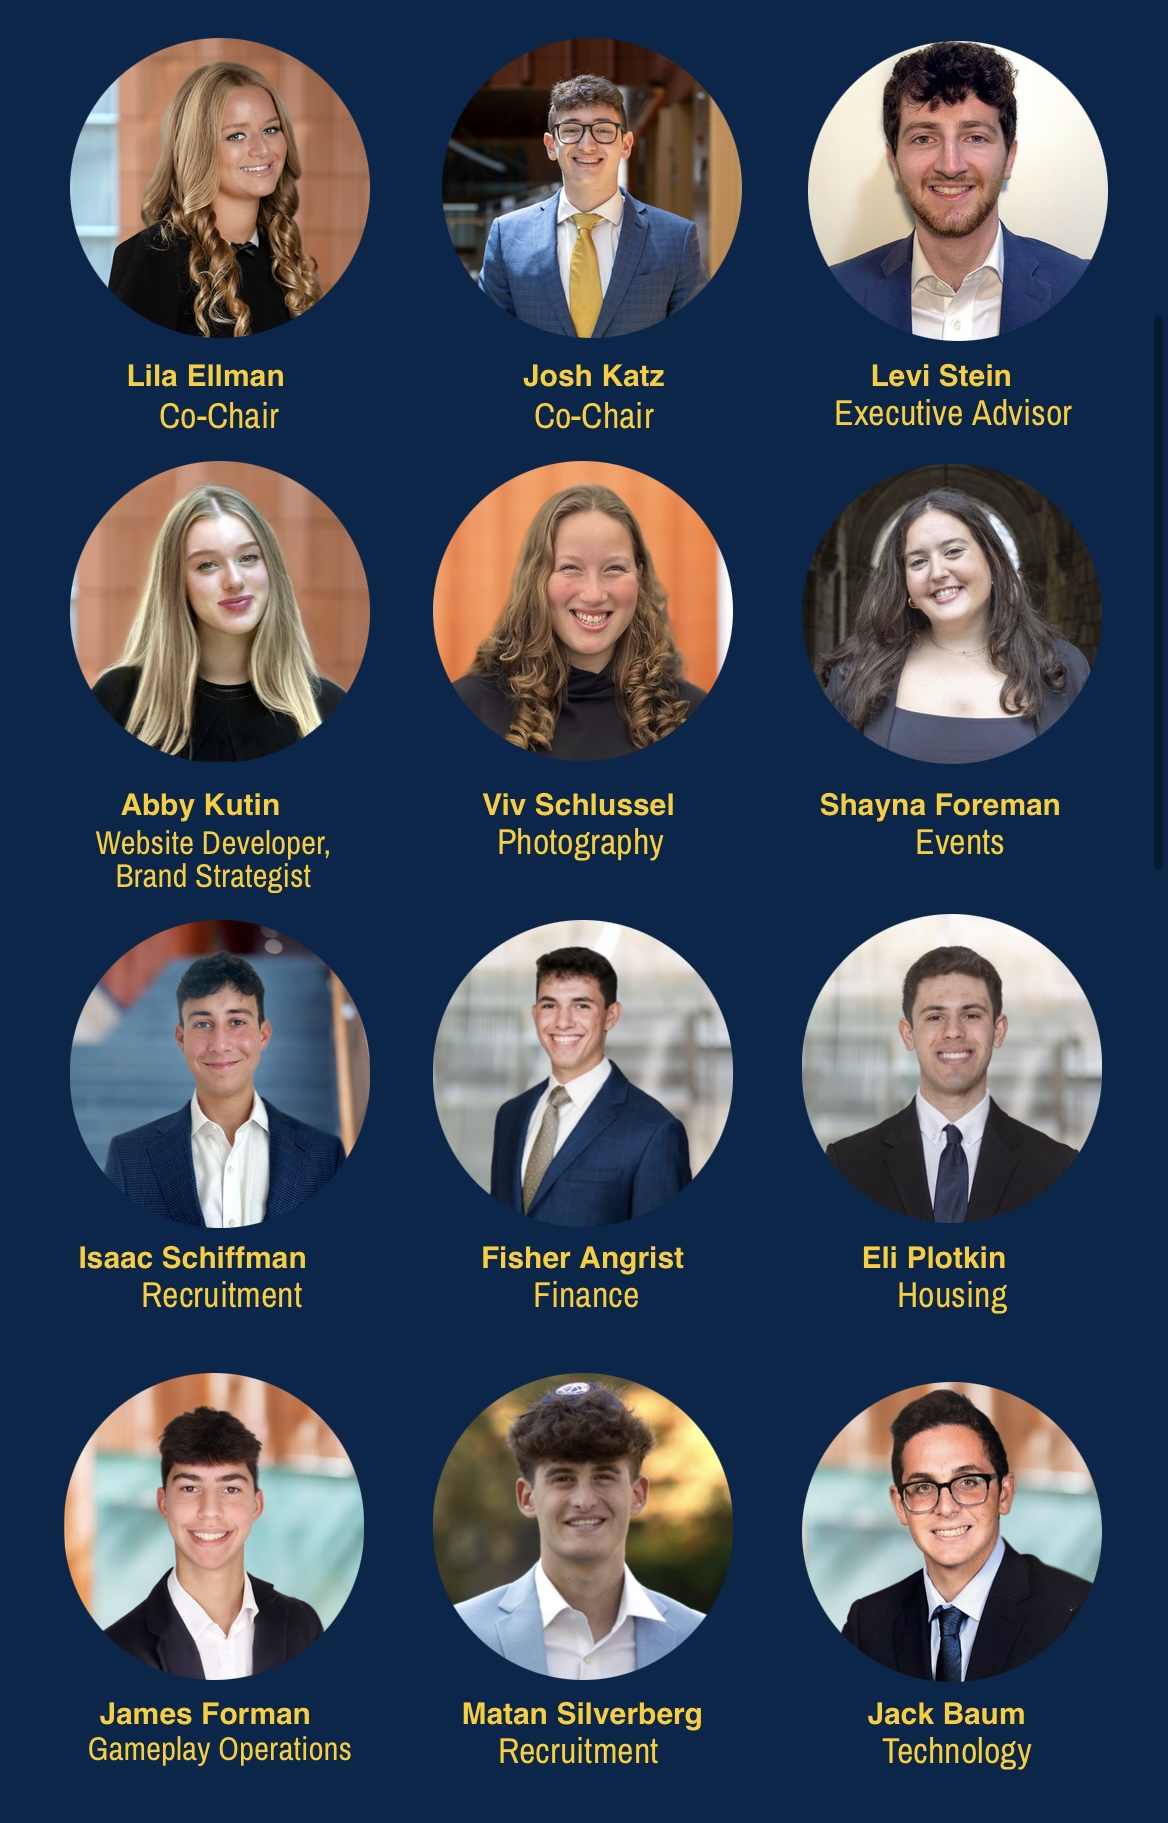 Lila Ellman
Co-Chair
Josh Katz
Co-Chair
Levi Stein
Executive Advisor
Abby Kutin
Website Developer,
Brand Strategist
Viv Schlussel
Photography
Shayna Foreman
Events
Isaac Schiffman
Recruitment
Fisher Angrist
Finance
Eli Plotkin
Housing
James Forman
Gameplay Operations
Matan Silverberg
Recruitment
Jack Baum
Technology